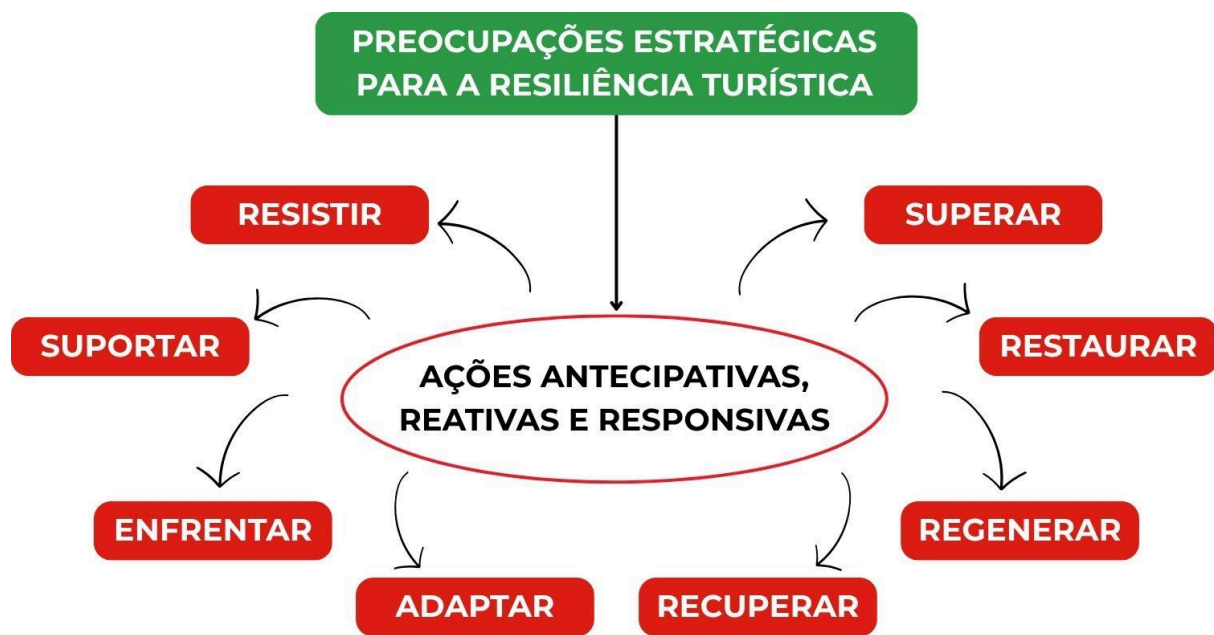 PREOCUPAÇÕES ESTRATÉGICAS
PARA A RESILIÊNCIA TURÍSTICA
RESISTIR
SUPERAR
SUPORTAR
RESTAURAR
AÇÕES ANTECIPATIVAS,
REATIVAS E RESPONSIVAS
ENFRENTAR
REGENERAR
ADAPTAR
RECUPERAR